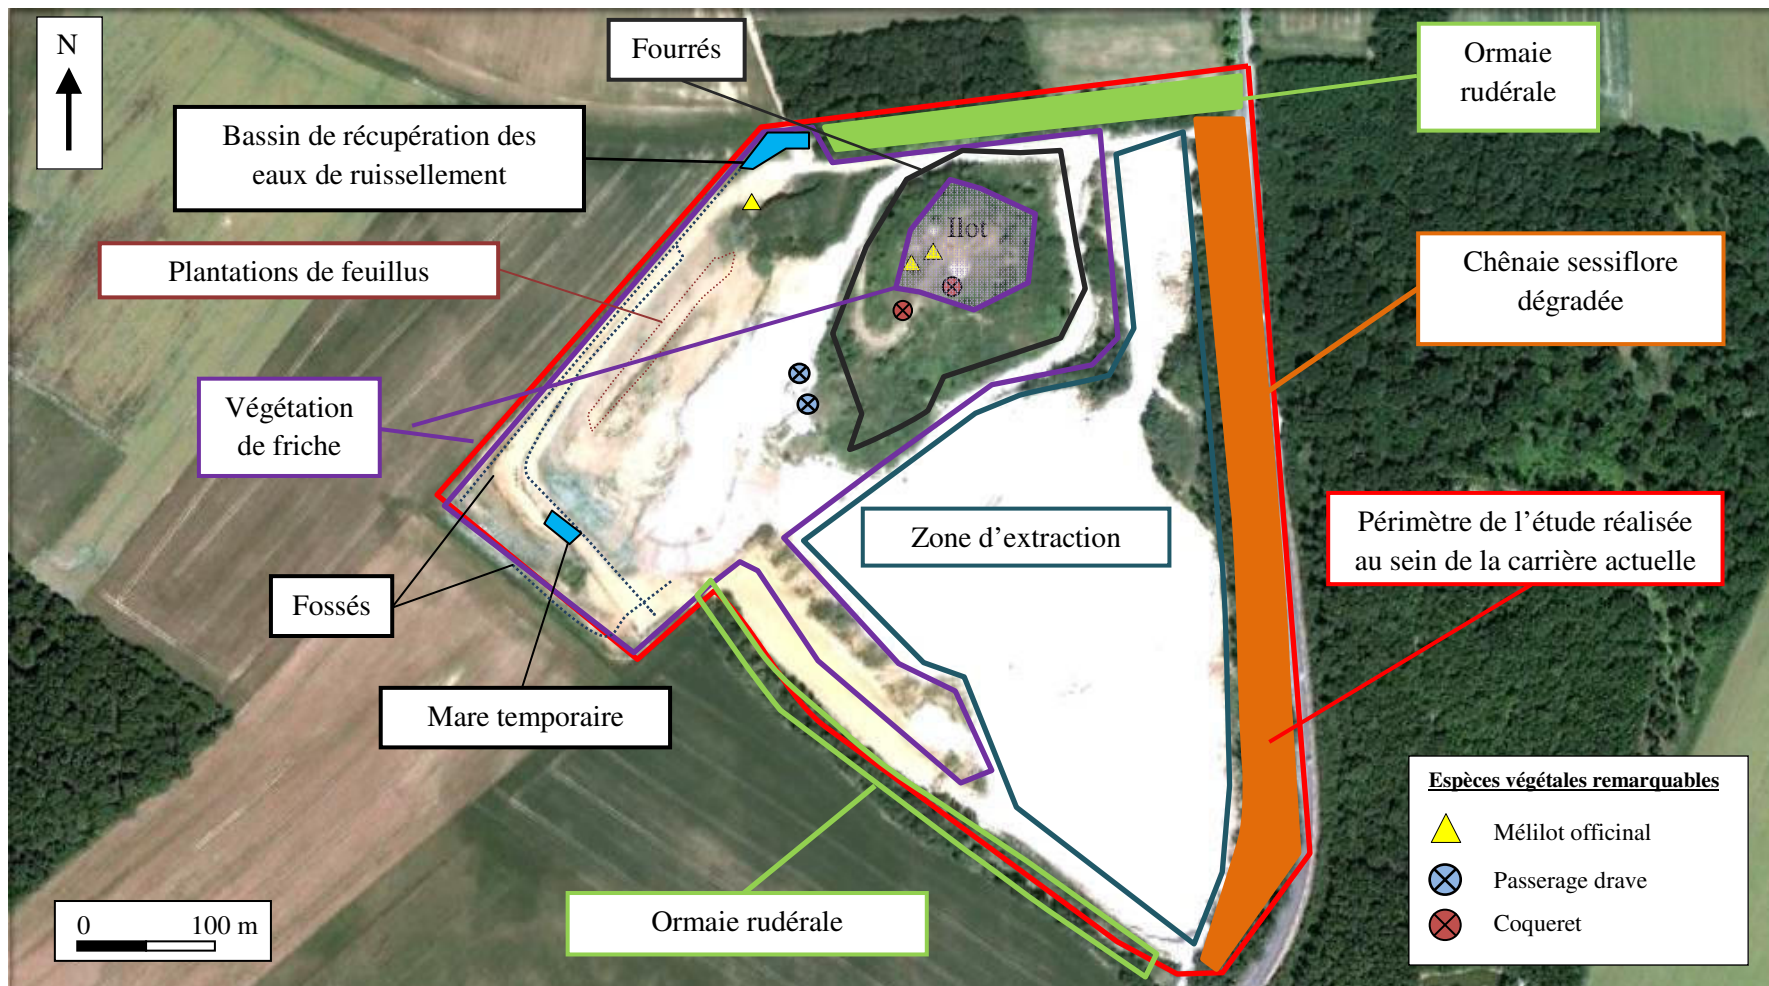 N
Fourrés
Ormaie
rudérale
Bassin de récupération des
eaux de ruissellement
Ilot
Plantations de feuillus
Chênaie sessiflore
dégradée
Végétation
de friche
Périmètre de l’étude réalisée
au sein de la carrière actuelle
Zone d’extraction
Fossés
Mare temporaire
Ormaie rudérale
0 100 m
Espèces végétales remarquables
Mélilot officinal
Passerage drave
Coqueret